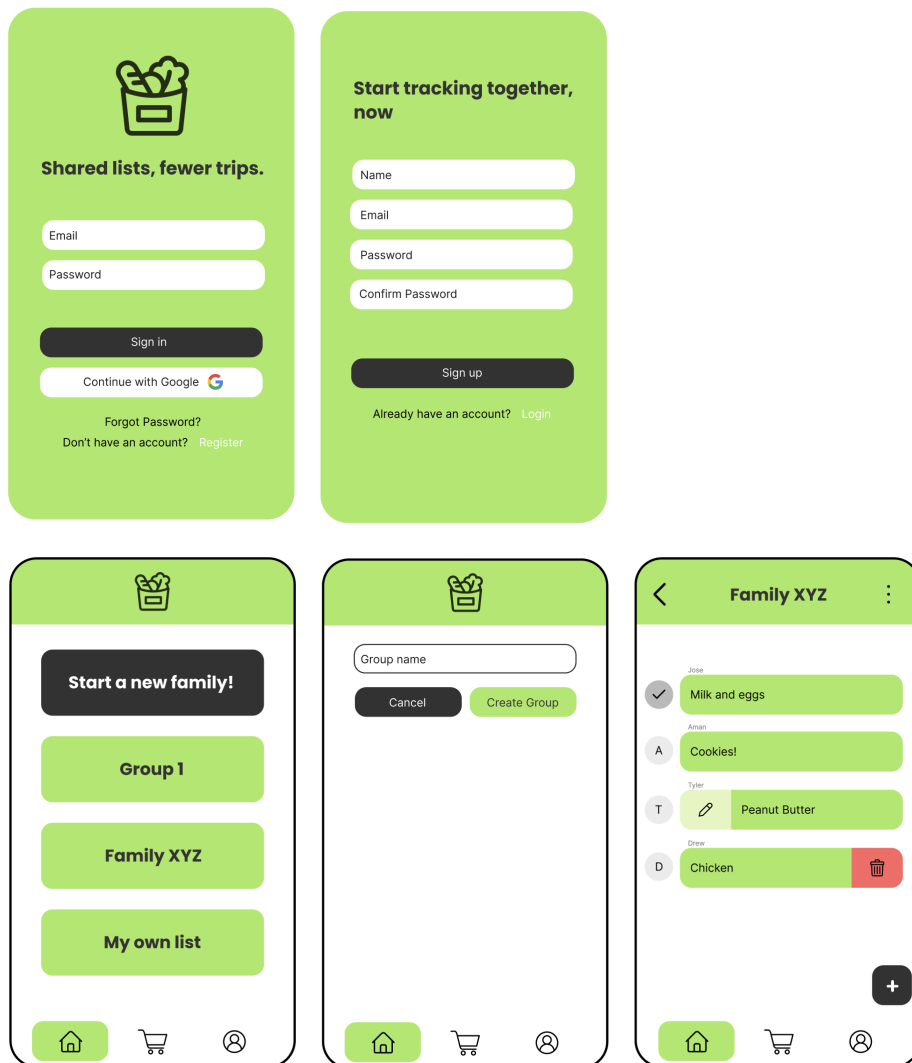 Shared lists, fewer trips.
Email
Password
Sign in
Continue with Google
Forgot Password?
Don't have an account? Register
Start tracking together,
now
Name
Email
Password
Confirm Password
Sign up
Already have an account? Login
Start a new family!
Group 1
Family XYZ
My own list
Group name
Cancel
Create Group
Family XYZ
Jose
Milk and eggs
Aman
A
Cookies!
Tyler
T
Peanut Butter
Drew
D
Chicken
+